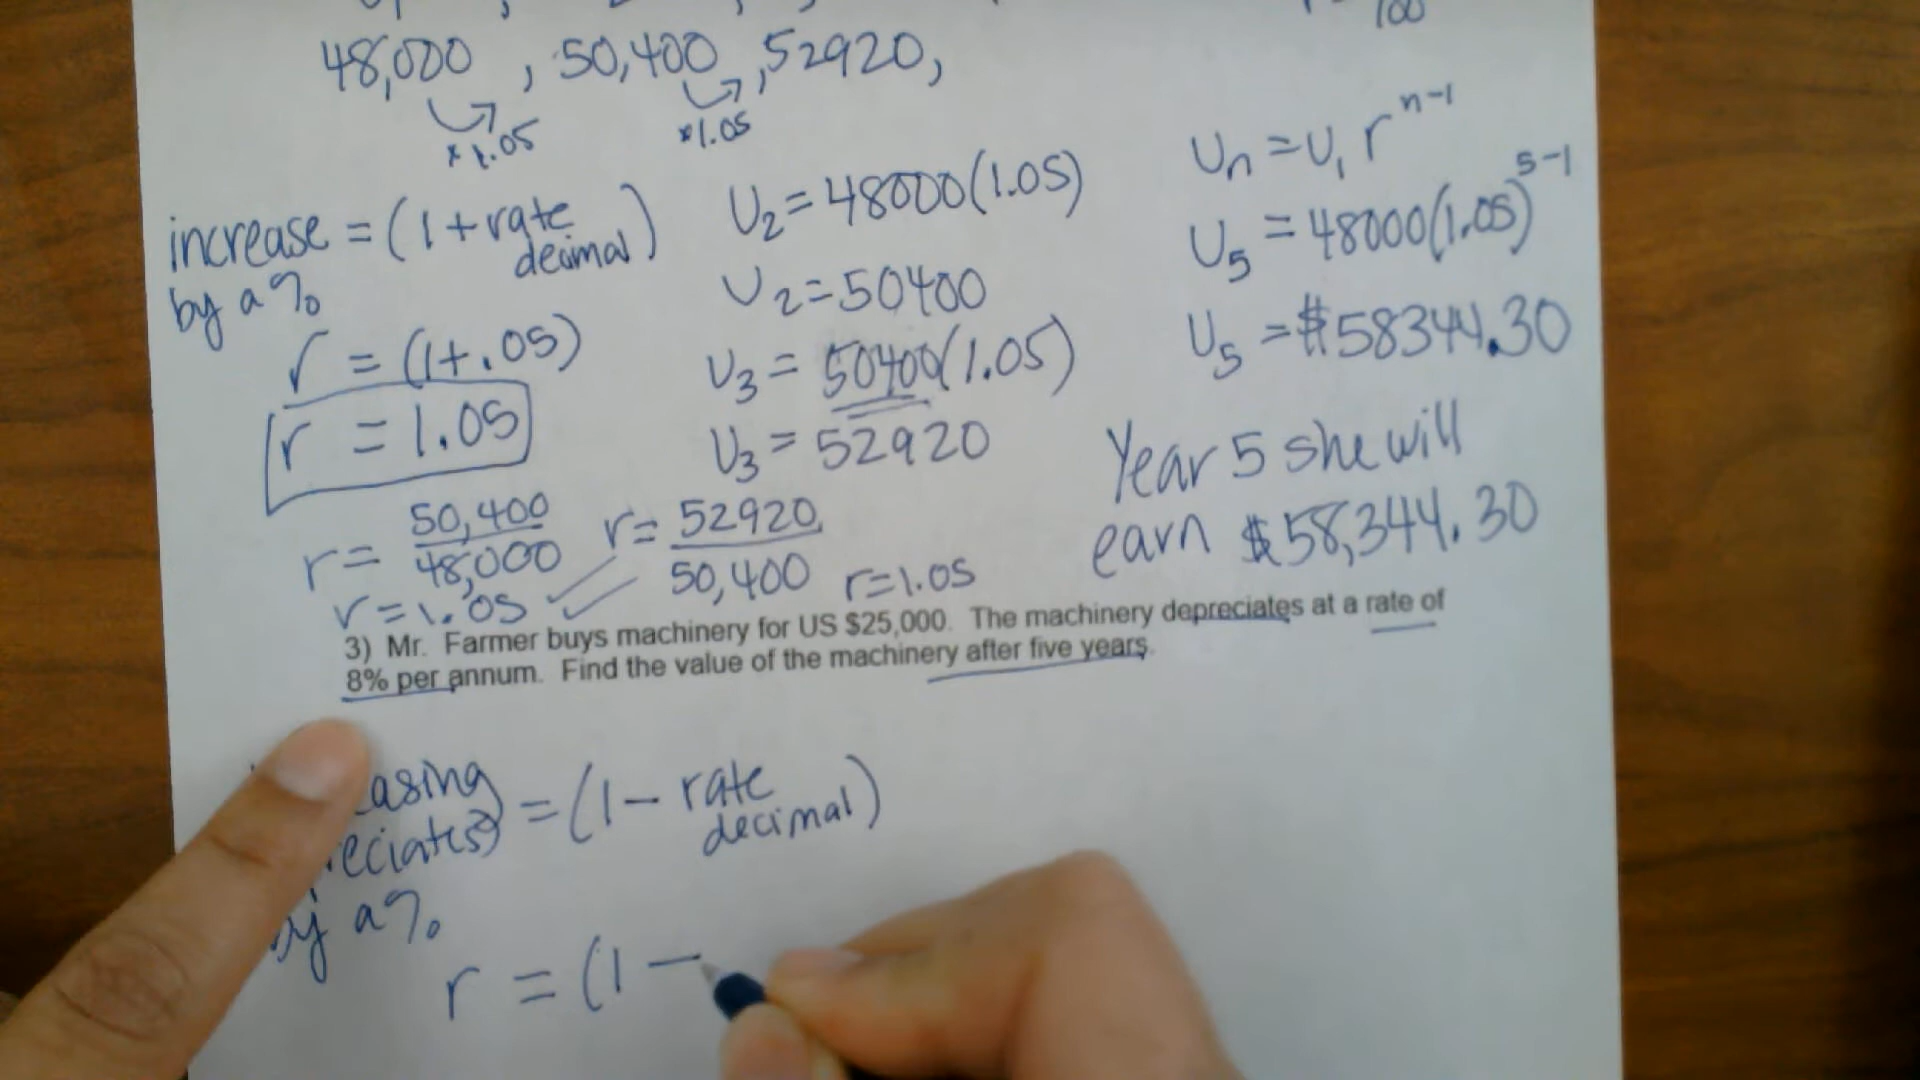 100
48,000 , 50,400 , 52920,
×1.05
×1.05
increase = (1 + rate
decimal)
by a %
r = (1+.05)
r = 1.05
r = 50,400
48,000
r = 1.05
r = 52920
50,400
r=1.05
U2 = 48000(1.05)
U2 = 50400
U3 = 50400(1.05)
U3 = 52920
Un = U1 r^n-1
U5 = 48000(1.05)^5-1
U5 = $58344.30
Year 5 she will
earn $58,344.30
3) Mr. Farmer buys machinery for US $25,000. The machinery depreciates at a rate of
8% per annum. Find the value of the machinery after five years.
easing
eciates) = (1 - rate
decimal)
by a %
r = (1 -